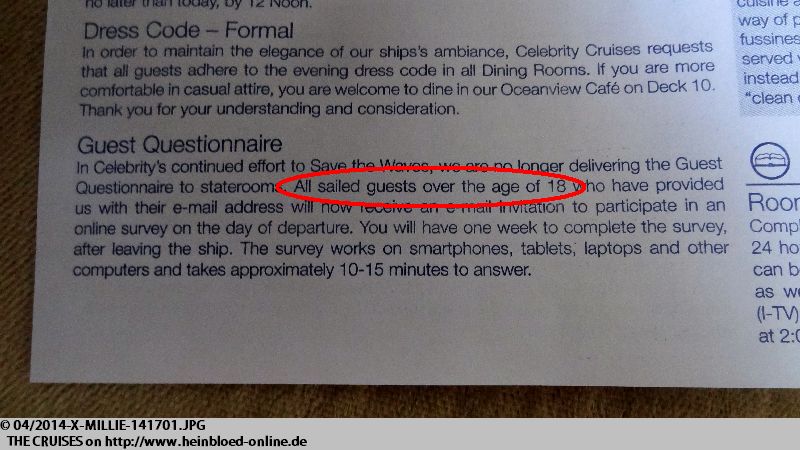 no later than today, by 12 Noon.
Dress Code – Formal
In order to maintain the elegance of our ships's ambiance, Celebrity Cruises requests
that all guests adhere to the evening dress code in all Dining Rooms. If you are more
comfortable in casual attire, you are welcome to dine in our Oceanview Café on Deck 10.
Thank you for your understanding and consideration.
Guest Questionnaire
In Celebrity's continued effort to Save the Waves, we are no longer delivering the Guest
Questionnaire to staterooms. All sailed guests over the age of 18 who have provided
us with their e-mail address will now receive an e-mail invitation to participate in an
online survey on the day of departure. You will have one week to complete the survey,
after leaving the ship. The survey works on smartphones, tablets, laptops and other
computers and takes approximately 10-15 minutes to answer.
cuisine
way of
fussines
served
instead
"clean
Roor
Compl
24 ho
can b
as we
(I-TV)
at 2:0
© 04/2014-X-MILLIE-141701.JPG
THE CRUISES on http://www.heinbloed-online.de